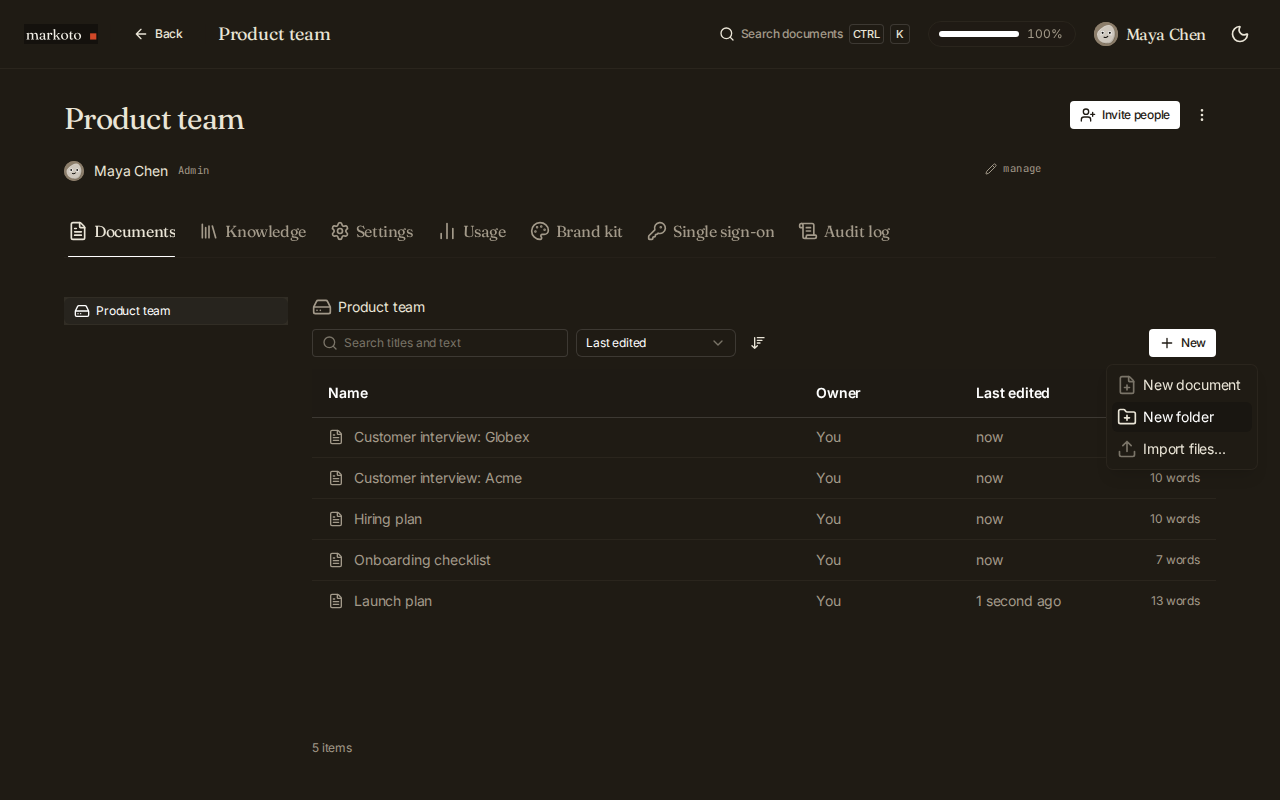 markoto
Back
Product team
Search documents CTRL K
100%
Maya Chen
Product team
Invite people
Maya Chen Admin
manage
Documents
Knowledge
Settings
Usage
Brand kit
Single sign-on
Audit log
Product team
Product team
Search titles and text
Last edited
New
New document
New folder
Import files...
Name Owner Last edited
Customer interview: Globex You now
Customer interview: Acme You now 10 words
Hiring plan You now 10 words
Onboarding checklist You now 7 words
Launch plan You 1 second ago 13 words
5 items